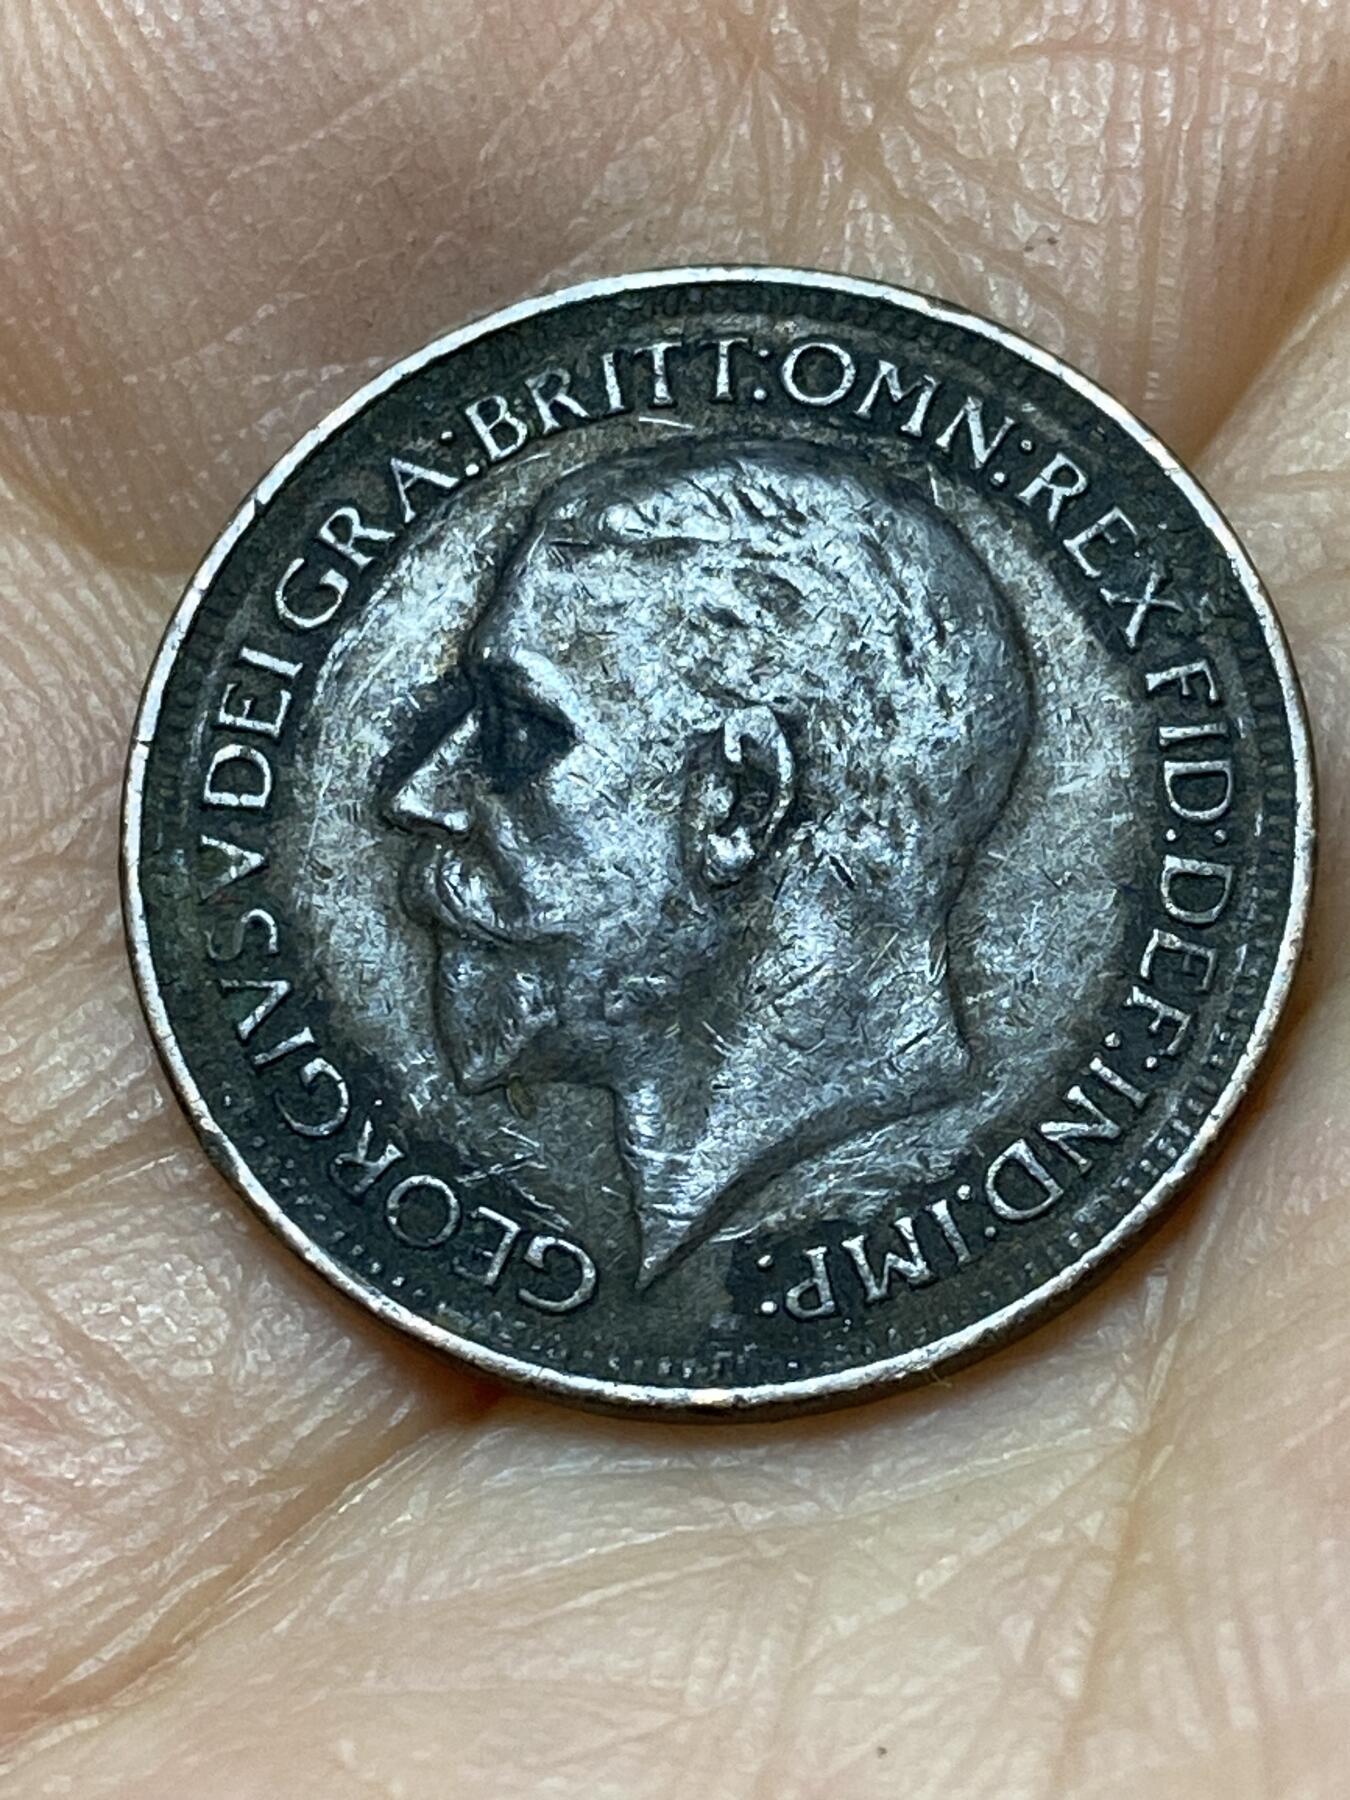 GEORGIVS V DEI GRA: BRITT: OMN: REX FID: DEF: IND: IMP: